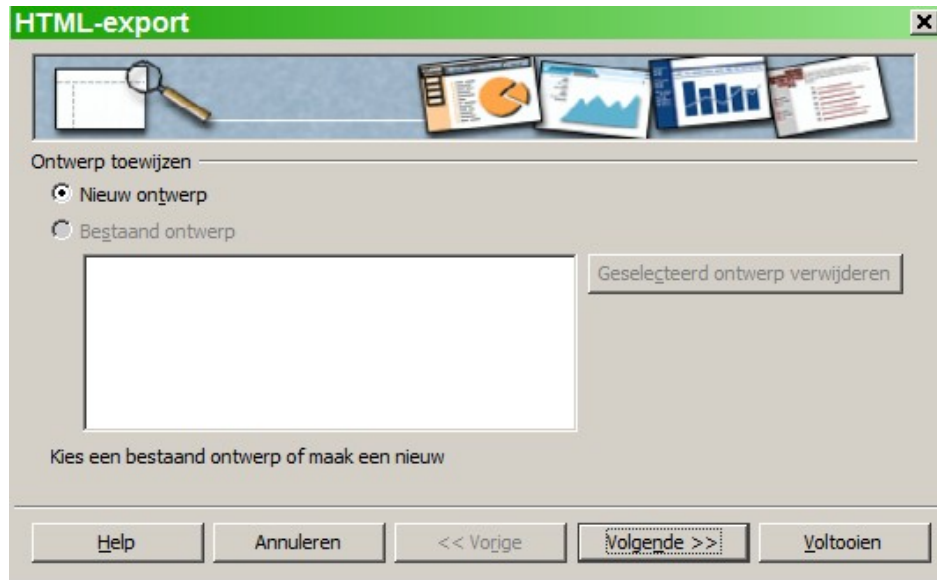 HTML-export
Ontwerp toewijzen
Nieuw ontwerp
Bestaand ontwerp
Geselecteerd ontwerp verwijderen
Kies een bestaand ontwerp of maak een nieuw
Help
Annuleren
<< Vorige
Volgende >>
Voltooien